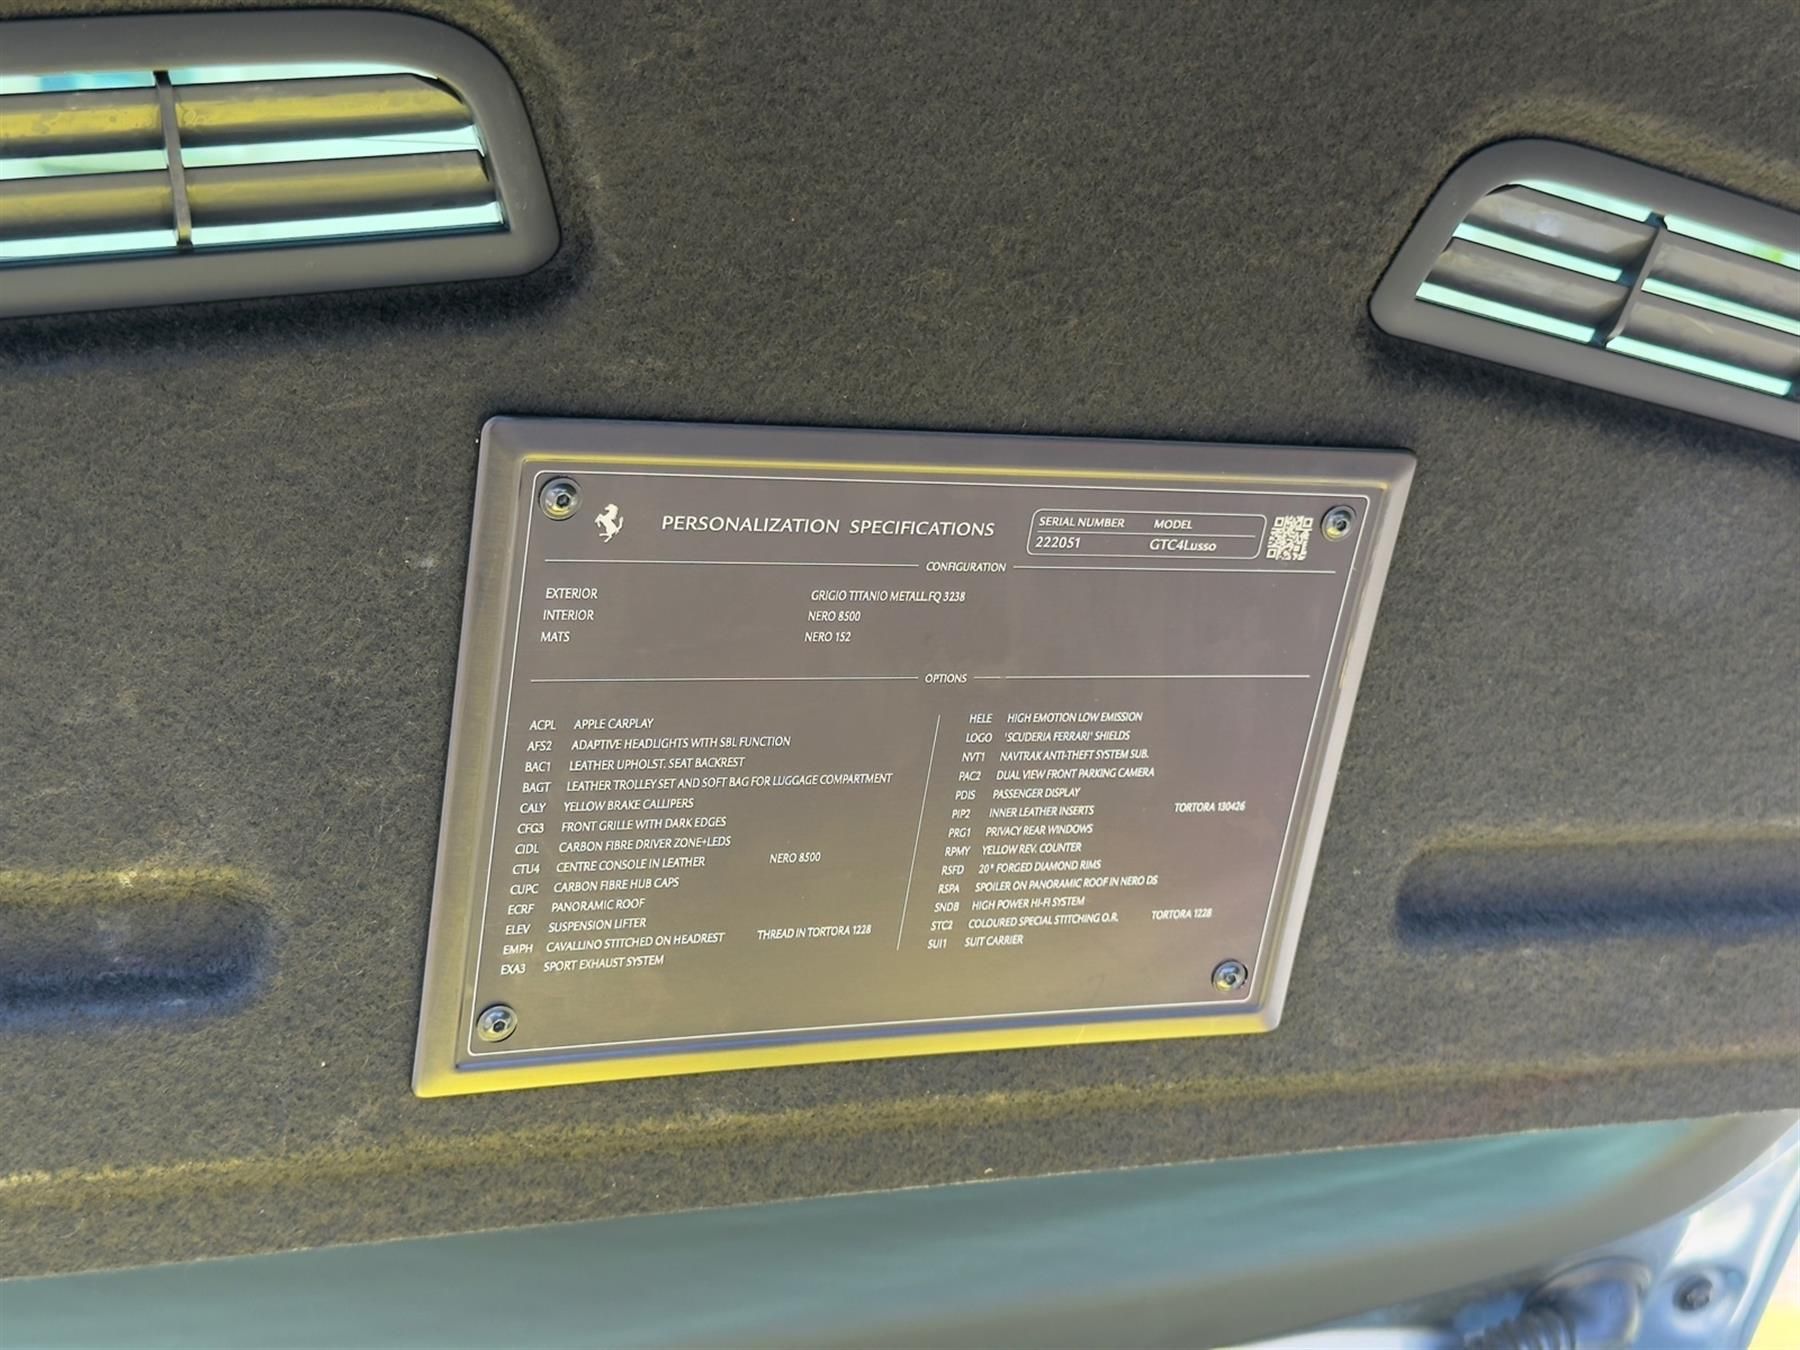 PERSONALIZATION SPECIFICATIONS
SERIAL NUMBER MODEL
222051 GTC4Lusso
CONFIGURATION
EXTERIOR GRIGIO TITANIO METALL.FQ 3238
INTERIOR NERO 8500
MATS NERO 152
OPTIONS
ACPL APPLE CARPLAY
AFS2 ADAPTIVE HEADLIGHTS WITH SBL FUNCTION
BAC1 LEATHER UPHOLST. SEAT BACKREST
BAGT LEATHER TROLLEY SET AND SOFT BAG FOR LUGGAGE COMPARTMENT
CALY YELLOW BRAKE CALLIPERS
CFG3 FRONT GRILLE WITH DARK EDGES
CIDL CARBON FIBRE DRIVER ZONE+LEDS
CTU4 CENTRE CONSOLE IN LEATHER NERO 8500
CUPC CARBON FIBRE HUB CAPS
ECRF PANORAMIC ROOF
ELEV SUSPENSION LIFTER
EMPH CAVALLINO STITCHED ON HEADREST THREAD IN TORTORA 1228
EXA3 SPORT EXHAUST SYSTEM
HELE HIGH EMOTION LOW EMISSION
LOGO 'SCUDERIA FERRARI' SHIELDS
NVT1 NAVTRAK ANTI-THEFT SYSTEM SUB.
PAC2 DUAL VIEW FRONT PARKING CAMERA
PDIS PASSENGER DISPLAY
PIP2 INNER LEATHER INSERTS TORTORA 130426
PRG1 PRIVACY REAR WINDOWS
RPMY YELLOW REV. COUNTER
RSFD 20" FORGED DIAMOND RIMS
RSPA SPOILER ON PANORAMIC ROOF IN NERO DS
SNDB HIGH POWER HI-FI SYSTEM
STC2 COLOURED SPECIAL STITCHING O.R. TORTORA 1228
SUI1 SUIT CARRIER